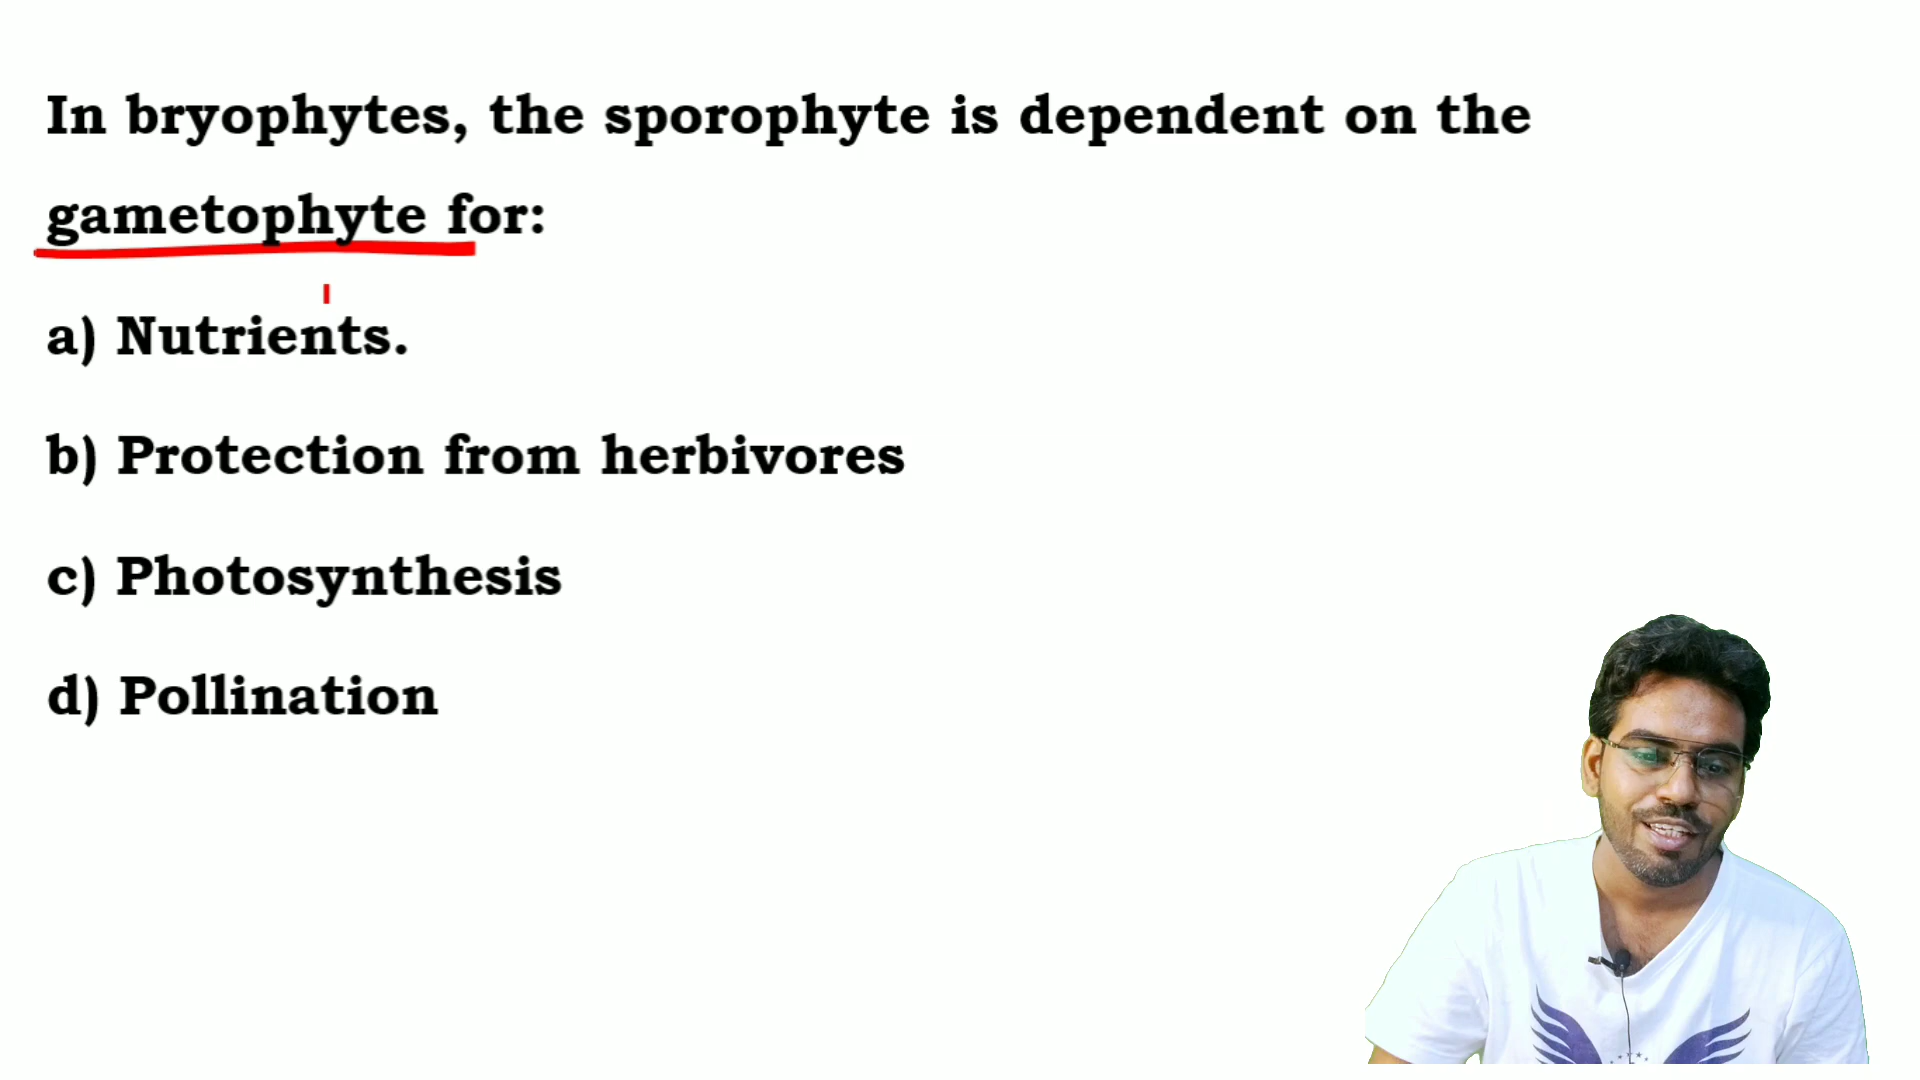 In bryophytes, the sporophyte is dependent on the
gametophyte for:
a) Nutrients.
b) Protection from herbivores
c) Photosynthesis
d) Pollination